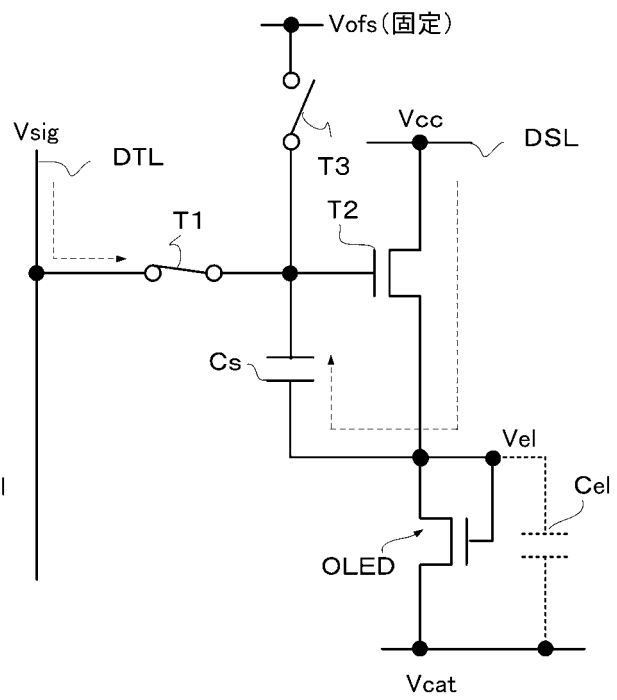 Vofs(固定)
Vsig
DTL
T3
Vcc
DSL
T1
T2
Cs
Vel
Cel
l
OLED
Vcat